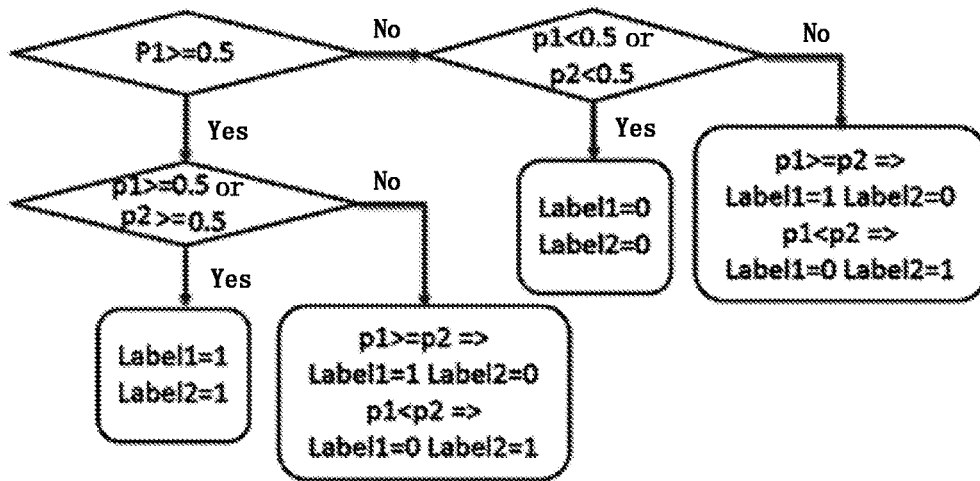 P1>=0.5
No
p1<0.5 or
p2<0.5
No
Yes
Yes
p1>=0.5 or
p2>=0.5
No
Label1=0
Label2=0
p1>=p2 =>
Label1=1 Label2=0
p1<p2 =>
Label1=0 Label2=1
Yes
Label1=1
Label2=1
p1>=p2 =>
Label1=1 Label2=0
p1<p2 =>
Label1=0 Label2=1